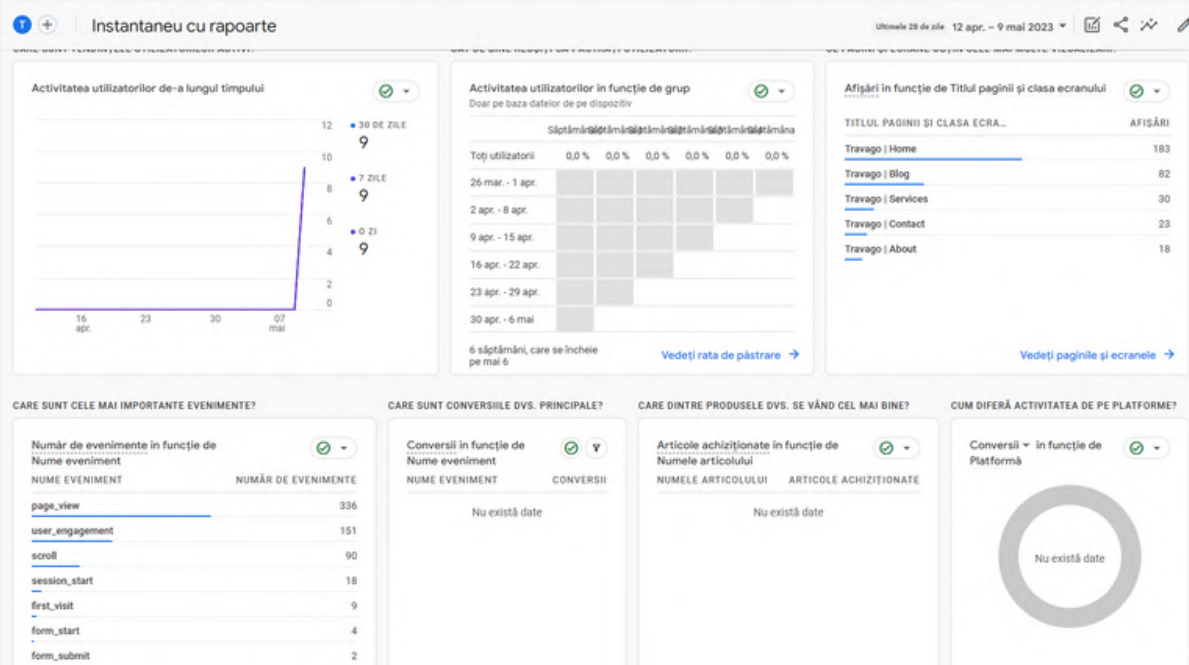 T
Instantaneu cu rapoarte
Ultimele 28 de zile 12 apr. – 9 mai 2023
Activitatea utilizatorilor de-a lungul timpului
12
10
8
6
4
2
0
16 apr.
23
30
07 mai
30 DE ZILE
9
7 ZILE
9
O ZI
9
Activitatea utilizatorilor în funcție de grup
Doar pe baza datelor de pe dispozitiv
Toți utilizatorii 0,0 % 0,0 % 0,0 % 0,0 % 0,0 % 0,0 %
26 mar. - 1 apr.
2 apr. - 8 apr.
9 apr. - 15 apr.
16 apr. - 22 apr.
23 apr. - 29 apr.
30 apr. - 6 mai
6 săptămâni, care se încheie
pe mai 6
Vedeți rata de păstrare
Afișări în funcție de Titlul paginii și clasa ecranului
TITLUL PAGINII ȘI CLASA ECRA... AFIȘĂRI
Travago | Home 183
Travago | Blog 82
Travago | Services 30
Travago | Contact 23
Travago | About 18
Vedeți paginile și ecranele
CARE SUNT CELE MAI IMPORTANTE EVENIMENTE?
Număr de evenimente în funcție de
Nume eveniment
NUME EVENIMENT NUMĂR DE EVENIMENTE
page_view 336
user_engagement 151
scroll 90
session_start 18
first_visit 9
form_start 4
form_submit 2
CARE SUNT CONVERSIILE DVS. PRINCIPALE?
Conversii în funcție de
Nume eveniment
NUME EVENIMENT CONVERSII
Nu există date
CARE DINTRE PRODUSELE DVS. SE VÂND CEL MAI BINE?
Articole achiziționate în funcție de
Numele articolului
NUMELE ARTICOLULUI ARTICOLE ACHIZIȚIONATE
Nu există date
CUM DIFERĂ ACTIVITATEA DE PE PLATFORME?
Conversii în funcție de
Platformă
Nu există date